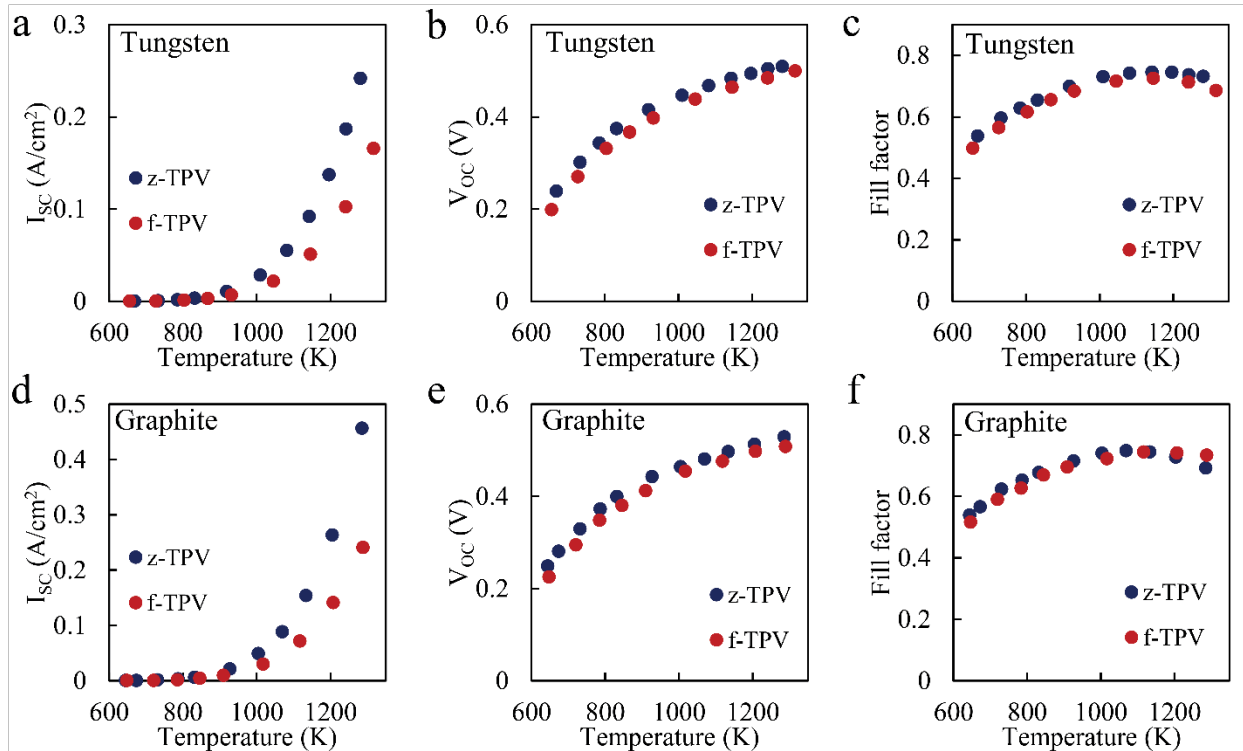 a
Tungsten
0.3
0.2
0.1
0
I_SC (A/cm²)
z-TPV
f-TPV
600 800 1000 1200
Temperature (K)
b
Tungsten
0.6
0.4
0.2
0
V_OC (V)
z-TPV
f-TPV
600 800 1000 1200
Temperature (K)
c
Tungsten
0.8
0.6
0.4
0.2
0
Fill factor
z-TPV
f-TPV
600 800 1000 1200
Temperature (K)
d
Graphite
0.5
0.4
0.3
0.2
0.1
0
I_SC (A/cm²)
z-TPV
f-TPV
600 800 1000 1200
Temperature (K)
e
Graphite
0.6
0.4
0.2
0
V_OC (V)
z-TPV
f-TPV
600 800 1000 1200
Temperature (K)
f
Graphite
0.8
0.6
0.4
0.2
0
Fill factor
z-TPV
f-TPV
600 800 1000 1200
Temperature (K)